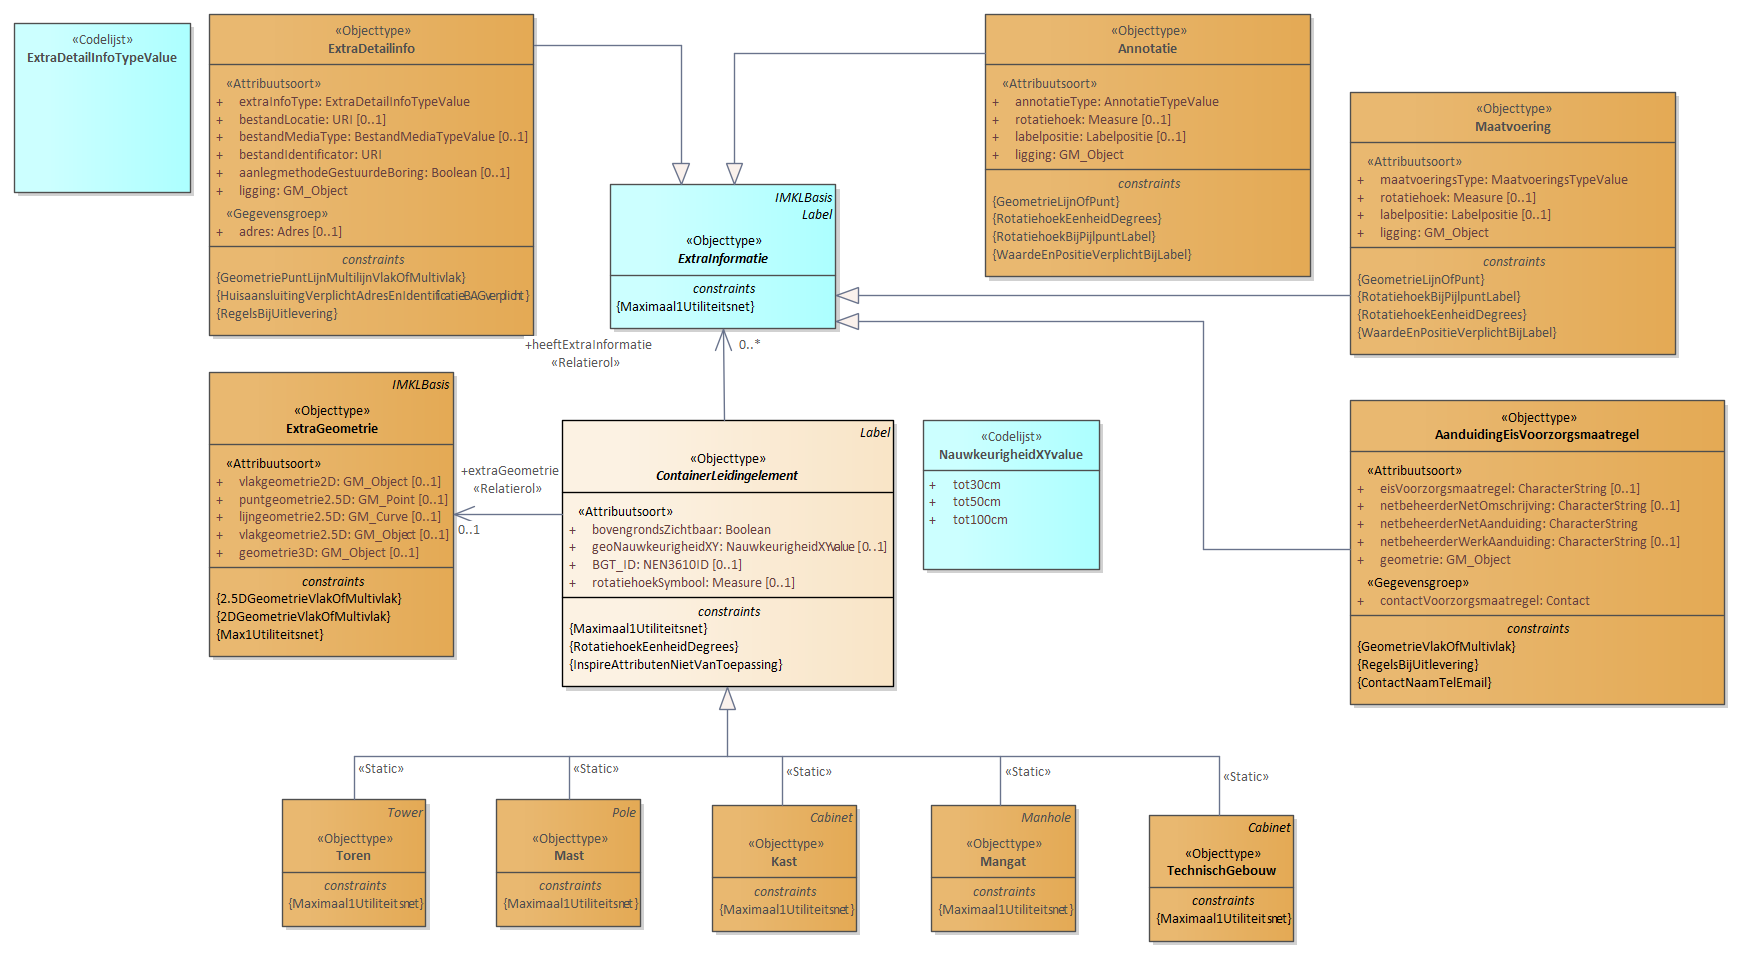 «Codelijst»
ExtraDetailInfoTypeValue
«Objecttype»
ExtraDetailinfo
«Attribuutsoort»
+ extraInfoType: ExtraDetailInfoTypeValue
+ bestandLocatie: URI [0..1]
+ bestandMediaType: BestandMediaTypeValue [0..1]
+ bestandIdentificator: URI
+ aanlegmethodeGestuurdeBoring: Boolean [0..1]
+ ligging: GM_Object
«Gegevensgroep»
+ adres: Adres [0..1]
constraints
{GeometriePuntLijnMultilijnVlakOfMultivlak}
{HuisaansluitingVerplichtAdresEnIdentificatieBAGverplicht}
{RegelsBijUitlevering}
«Objecttype»
Annotatie
«Attribuutsoort»
+ annotatieType: AnnotatieTypeValue
+ rotatiehoek: Measure [0..1]
+ labelpositie: Labelpositie [0..1]
+ ligging: GM_Object
constraints
{GeometrieLijnOfPunt}
{RotatiehoekEenheidDegrees}
{RotatiehoekBijPijlpuntLabel}
{WaardeEnPositieVerplichtBijLabel}
«Objecttype»
Maatvoering
«Attribuutsoort»
+ maatvoeringsType: MaatvoeringsTypeValue
+ rotatiehoek: Measure [0..1]
+ labelpositie: Labelpositie [0..1]
+ ligging: GM_Object
constraints
{GeometrieLijnOfPunt}
{RotatiehoekBijPijlpuntLabel}
{RotatiehoekEenheidDegrees}
{WaardeEnPositieVerplichtBijLabel}
IMKLBasis
Label
«Objecttype»
ExtraInformatie
constraints
{Maximaal1Utiliteitsnet}
+heeftExtraInformatie
«Relatierol»
0..*
IMKLBasis
«Objecttype»
ExtraGeometrie
«Attribuutsoort»
+ vlakgeometrie2D: GM_Object [0..1]
+ puntgeometrie2.5D: GM_Point [0..1]
+ lijngeometrie2.5D: GM_Curve [0..1]
+ vlakgeometrie2.5D: GM_Object [0..1]
+ geometrie3D: GM_Object [0..1]
constraints
{2.5DGeometrieVlakOfMultivlak}
{2DGeometrieVlakOfMultivlak}
{Max1Utiliteitsnet}
+extraGeometrie
«Relatierol»
0..1
Label
«Objecttype»
ContainerLeidingelement
«Attribuutsoort»
+ bovengrondsZichtbaar: Boolean
+ geoNauwkeurigheidXY: NauwkeurigheidXYvalue [0..1]
+ BGT_ID: NEN3610ID [0..1]
+ rotatiehoekSymbool: Measure [0..1]
constraints
{Maximaal1Utiliteitsnet}
{RotatiehoekEenheidDegrees}
{InspireAttributenNietVanToepassing}
«Codelijst»
NauwkeurigheidXYvalue
+ tot30cm
+ tot50cm
+ tot100cm
«Objecttype»
AanduidingEisVoorzorgsmaatregel
«Attribuutsoort»
+ eisVoorzorgsmaatregel: CharacterString [0..1]
+ netbeheerderNetOmschrijving: CharacterString [0..1]
+ netbeheerderNetAanduiding: CharacterString
+ netbeheerderWerkAanduiding: CharacterString [0..1]
+ geometrie: GM_Object
«Gegevensgroep»
+ contactVoorzorgsmaatregel: Contact
constraints
{GeometrieVlakOfMultivlak}
{RegelsBijUitlevering}
{ContactNaamTelEmail}
«Static»
«Static»
«Static»
«Static»
«Static»
Tower
«Objecttype»
Toren
constraints
{Maximaal1Utiliteitsnet}
Pole
«Objecttype»
Mast
constraints
{Maximaal1Utiliteitsnet}
Cabinet
«Objecttype»
Kast
constraints
{Maximaal1Utiliteitsnet}
Manhole
«Objecttype»
Mangat
constraints
{Maximaal1Utiliteitsnet}
Cabinet
«Objecttype»
TechnischGebouw
constraints
{Maximaal1Utiliteitsnet}